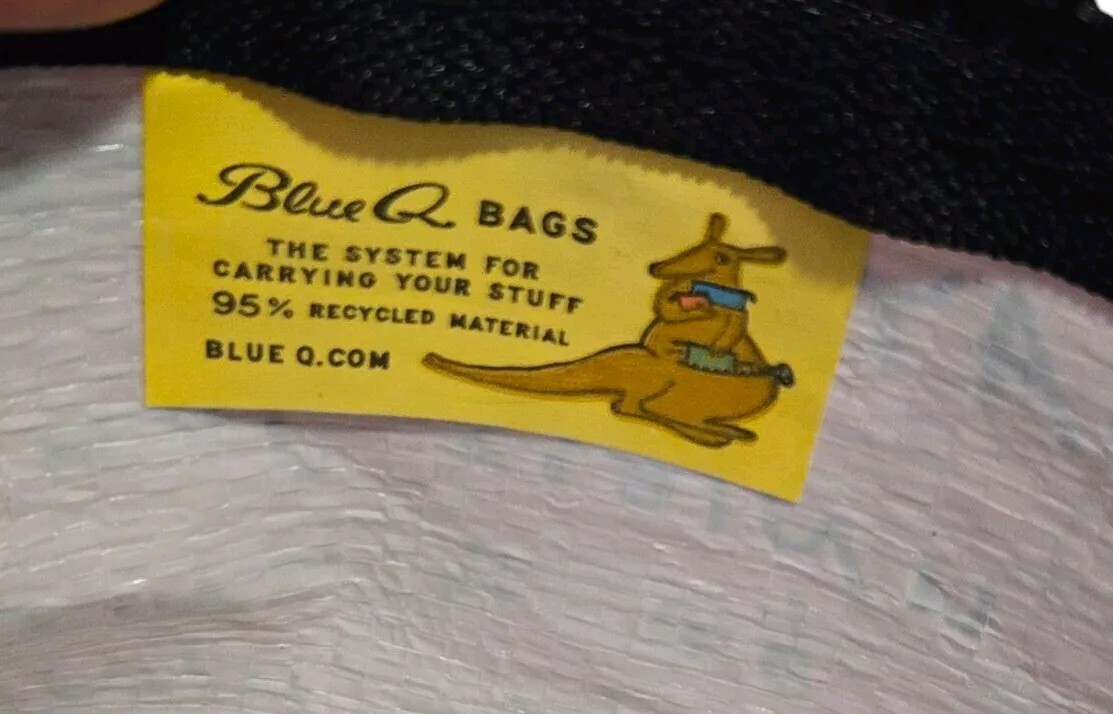 Blue Q BAGS
THE SYSTEM FOR
CARRYING YOUR STUFF
95% RECYCLED MATERIAL
BLUE Q.COM